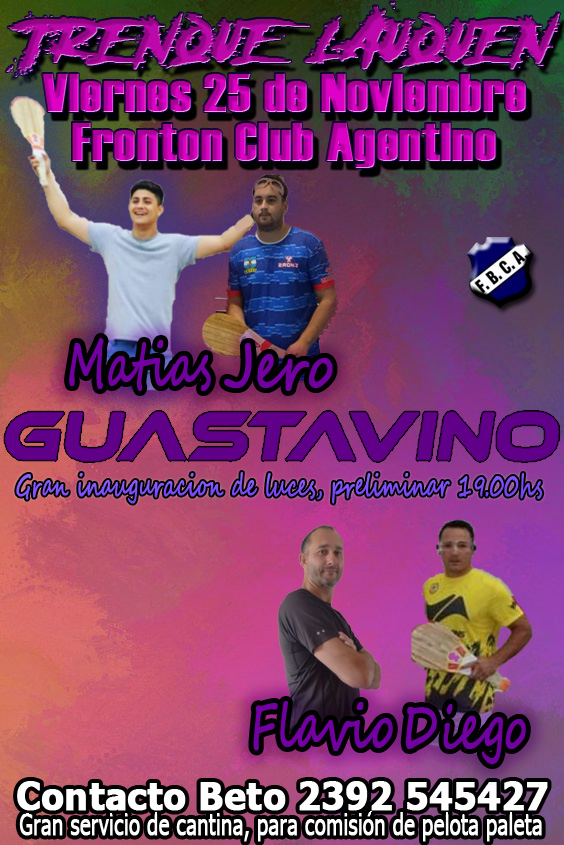 TRENQUE LAUQUEN
Viernes 25 de Noviembre
Fronton Club Agentino
F.B.C.A
Matias Jero
GUASTAVINO
Gran inauguracion de luces, preliminar 19.00hs
Flavio Diego
Contacto Beto 2392 545427
Gran servicio de cantina, para comisión de pelota paleta